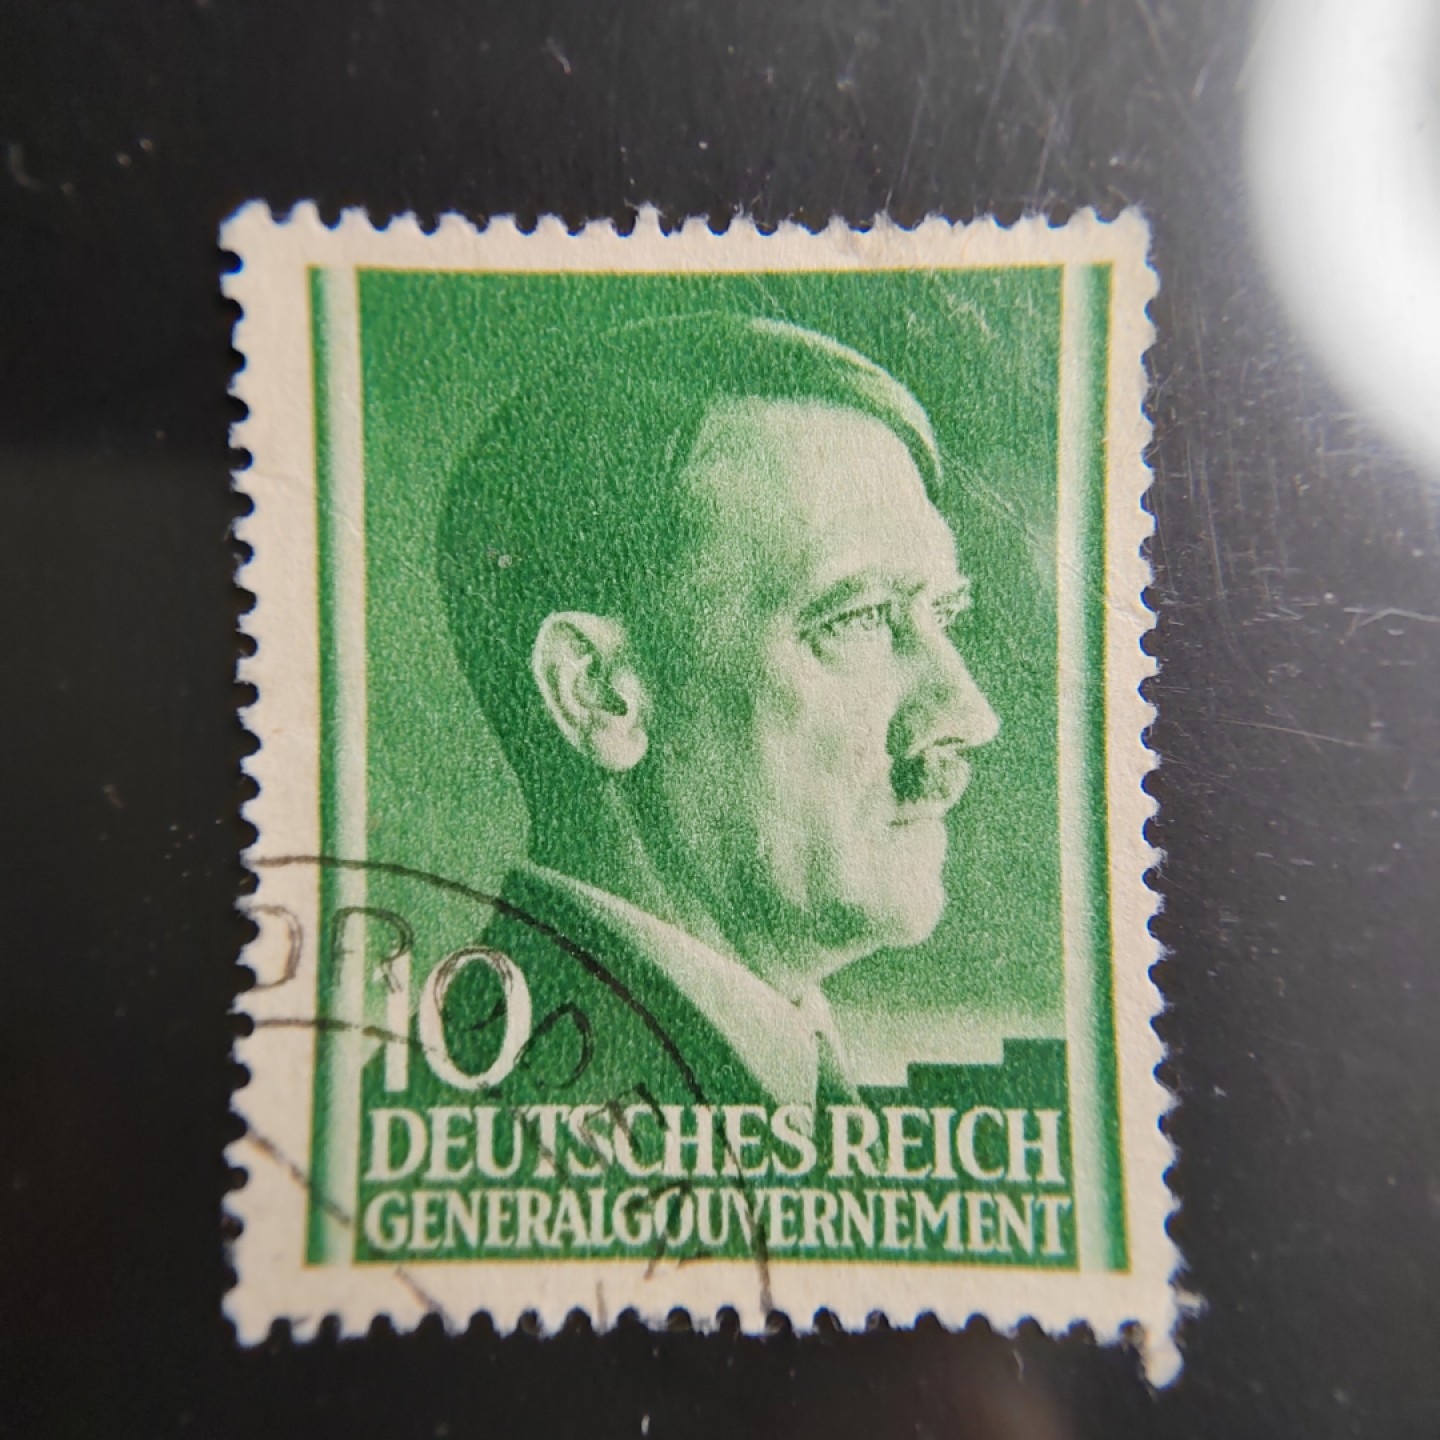 10
DEUTSCHES REICH
GENERALGOUVERNEMENT